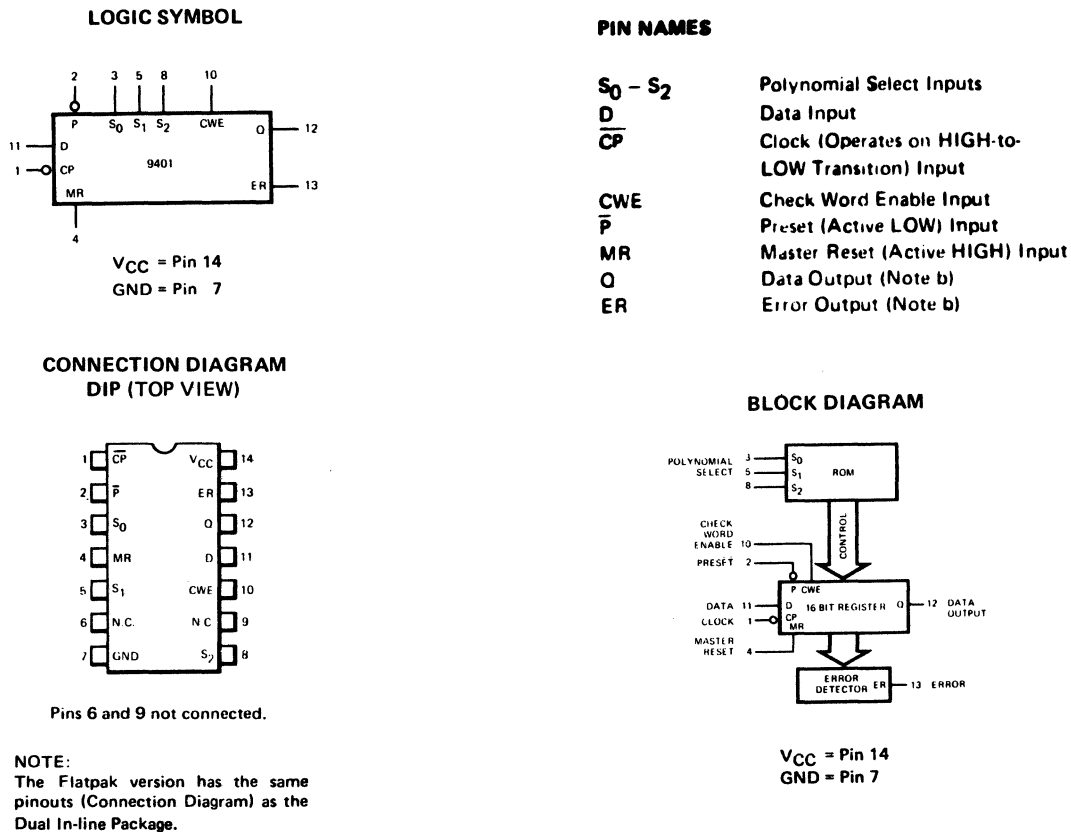 LOGIC SYMBOL
2 3 5 8 10
P S0 S1 S2 CWE Q 12
11 D
9401
1 CP
MR ER 13
4
VCC = Pin 14
GND = Pin 7
PIN NAMES
S0 – S2 Polynomial Select Inputs
D Data Input
C̅P̅ Clock (Operates on HIGH-to-
LOW Transition) Input
CWE Check Word Enable Input
P̅ Preset (Active LOW) Input
MR Master Reset (Active HIGH) Input
Q Data Output (Note b)
ER Error Output (Note b)
CONNECTION DIAGRAM
DIP (TOP VIEW)
1 C̅P̅ VCC 14
2 P̅ ER 13
3 S0 Q 12
4 MR D 11
5 S1 CWE 10
6 N.C. N C 9
7 GND S2 8
Pins 6 and 9 not connected.
NOTE:
The Flatpak version has the same
pinouts (Connection Diagram) as the
Dual In-line Package.
BLOCK DIAGRAM
POLYNOMIAL 3 S0
SELECT 5 S1 ROM
8 S2
CONTROL
CHECK
WORD
ENABLE 10
PRESET 2
P CWE
DATA 11 D 16 BIT REGISTER Q 12 DATA
OUTPUT
CLOCK 1 CP
MR
MASTER
RESET 4
ERROR
DETECTOR ER 13 ERROR
VCC = Pin 14
GND = Pin 7